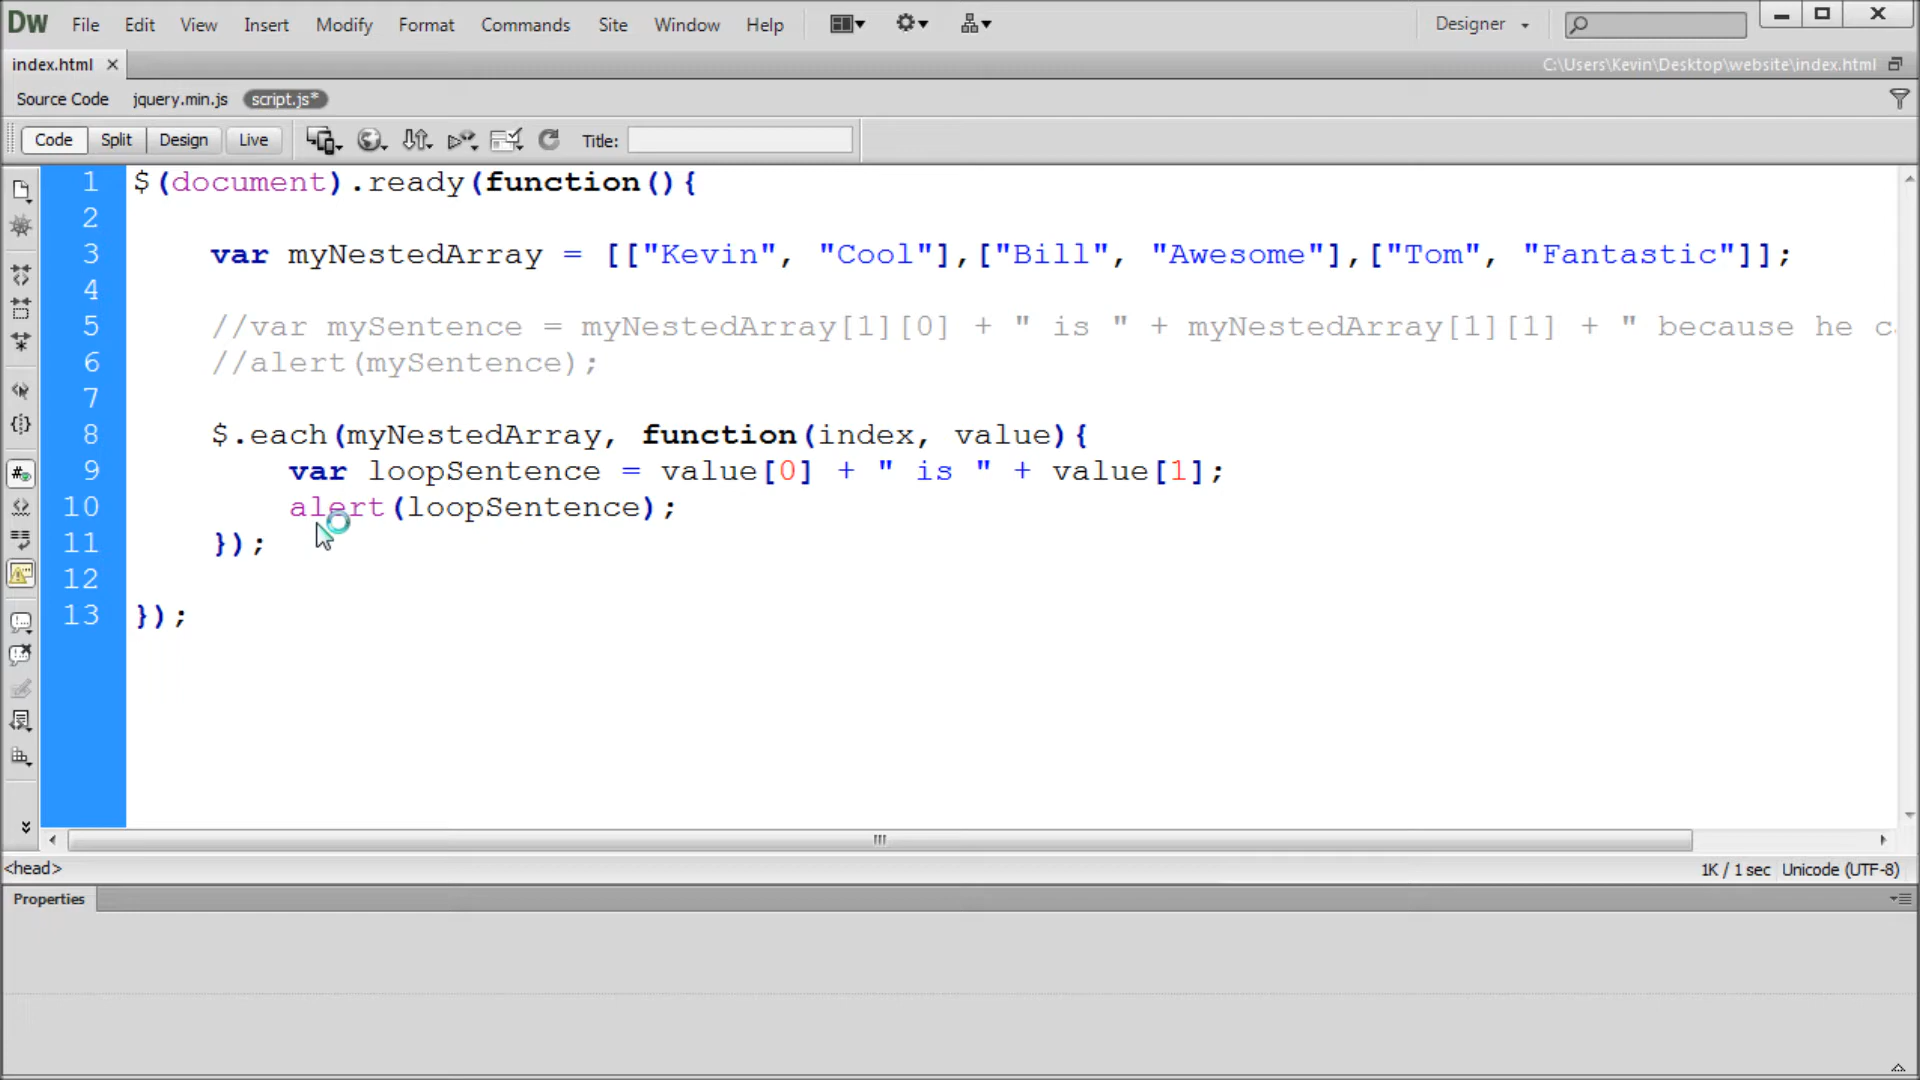 DW File Edit View Insert Modify Format Commands Site Window Help Designer
index.html C:\Users\Kevin\Desktop\website\index.html
Source Code jquery.min.js script.js*
Code Split Design Live Title:
1 $(document).ready(function(){
2
3 var myNestedArray = [["Kevin", "Cool"],["Bill", "Awesome"],["Tom", "Fantastic"]];
4
5 //var mySentence = myNestedArray[1][0] + " is " + myNestedArray[1][1] + " because he
6 //alert(mySentence);
7
8 $.each(myNestedArray, function(index, value){
9 var loopSentence = value[0] + " is " + value[1];
10 alert(loopSentence);
11 });
12
13 });
<head> 1K / 1 sec Unicode (UTF-8)
Properties